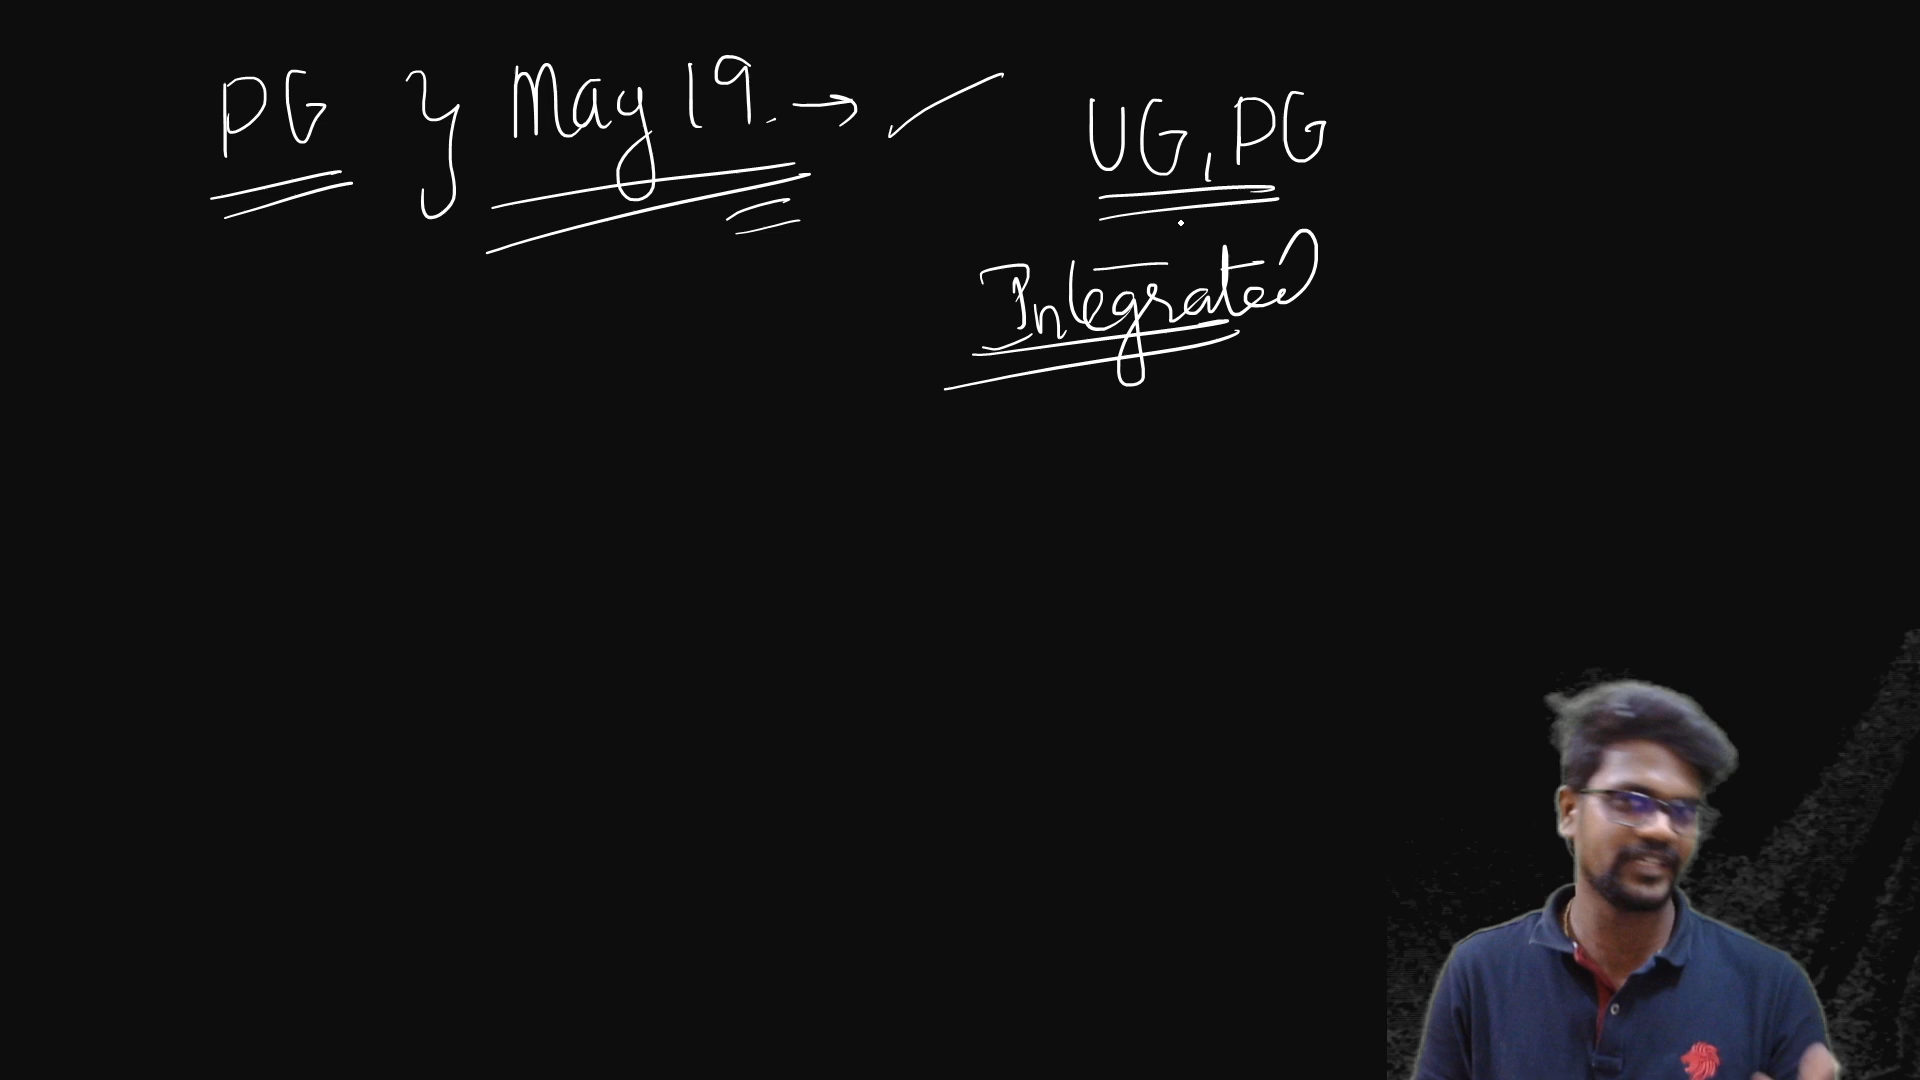 PG } May 19. → ✓
UG, PG
Integrated